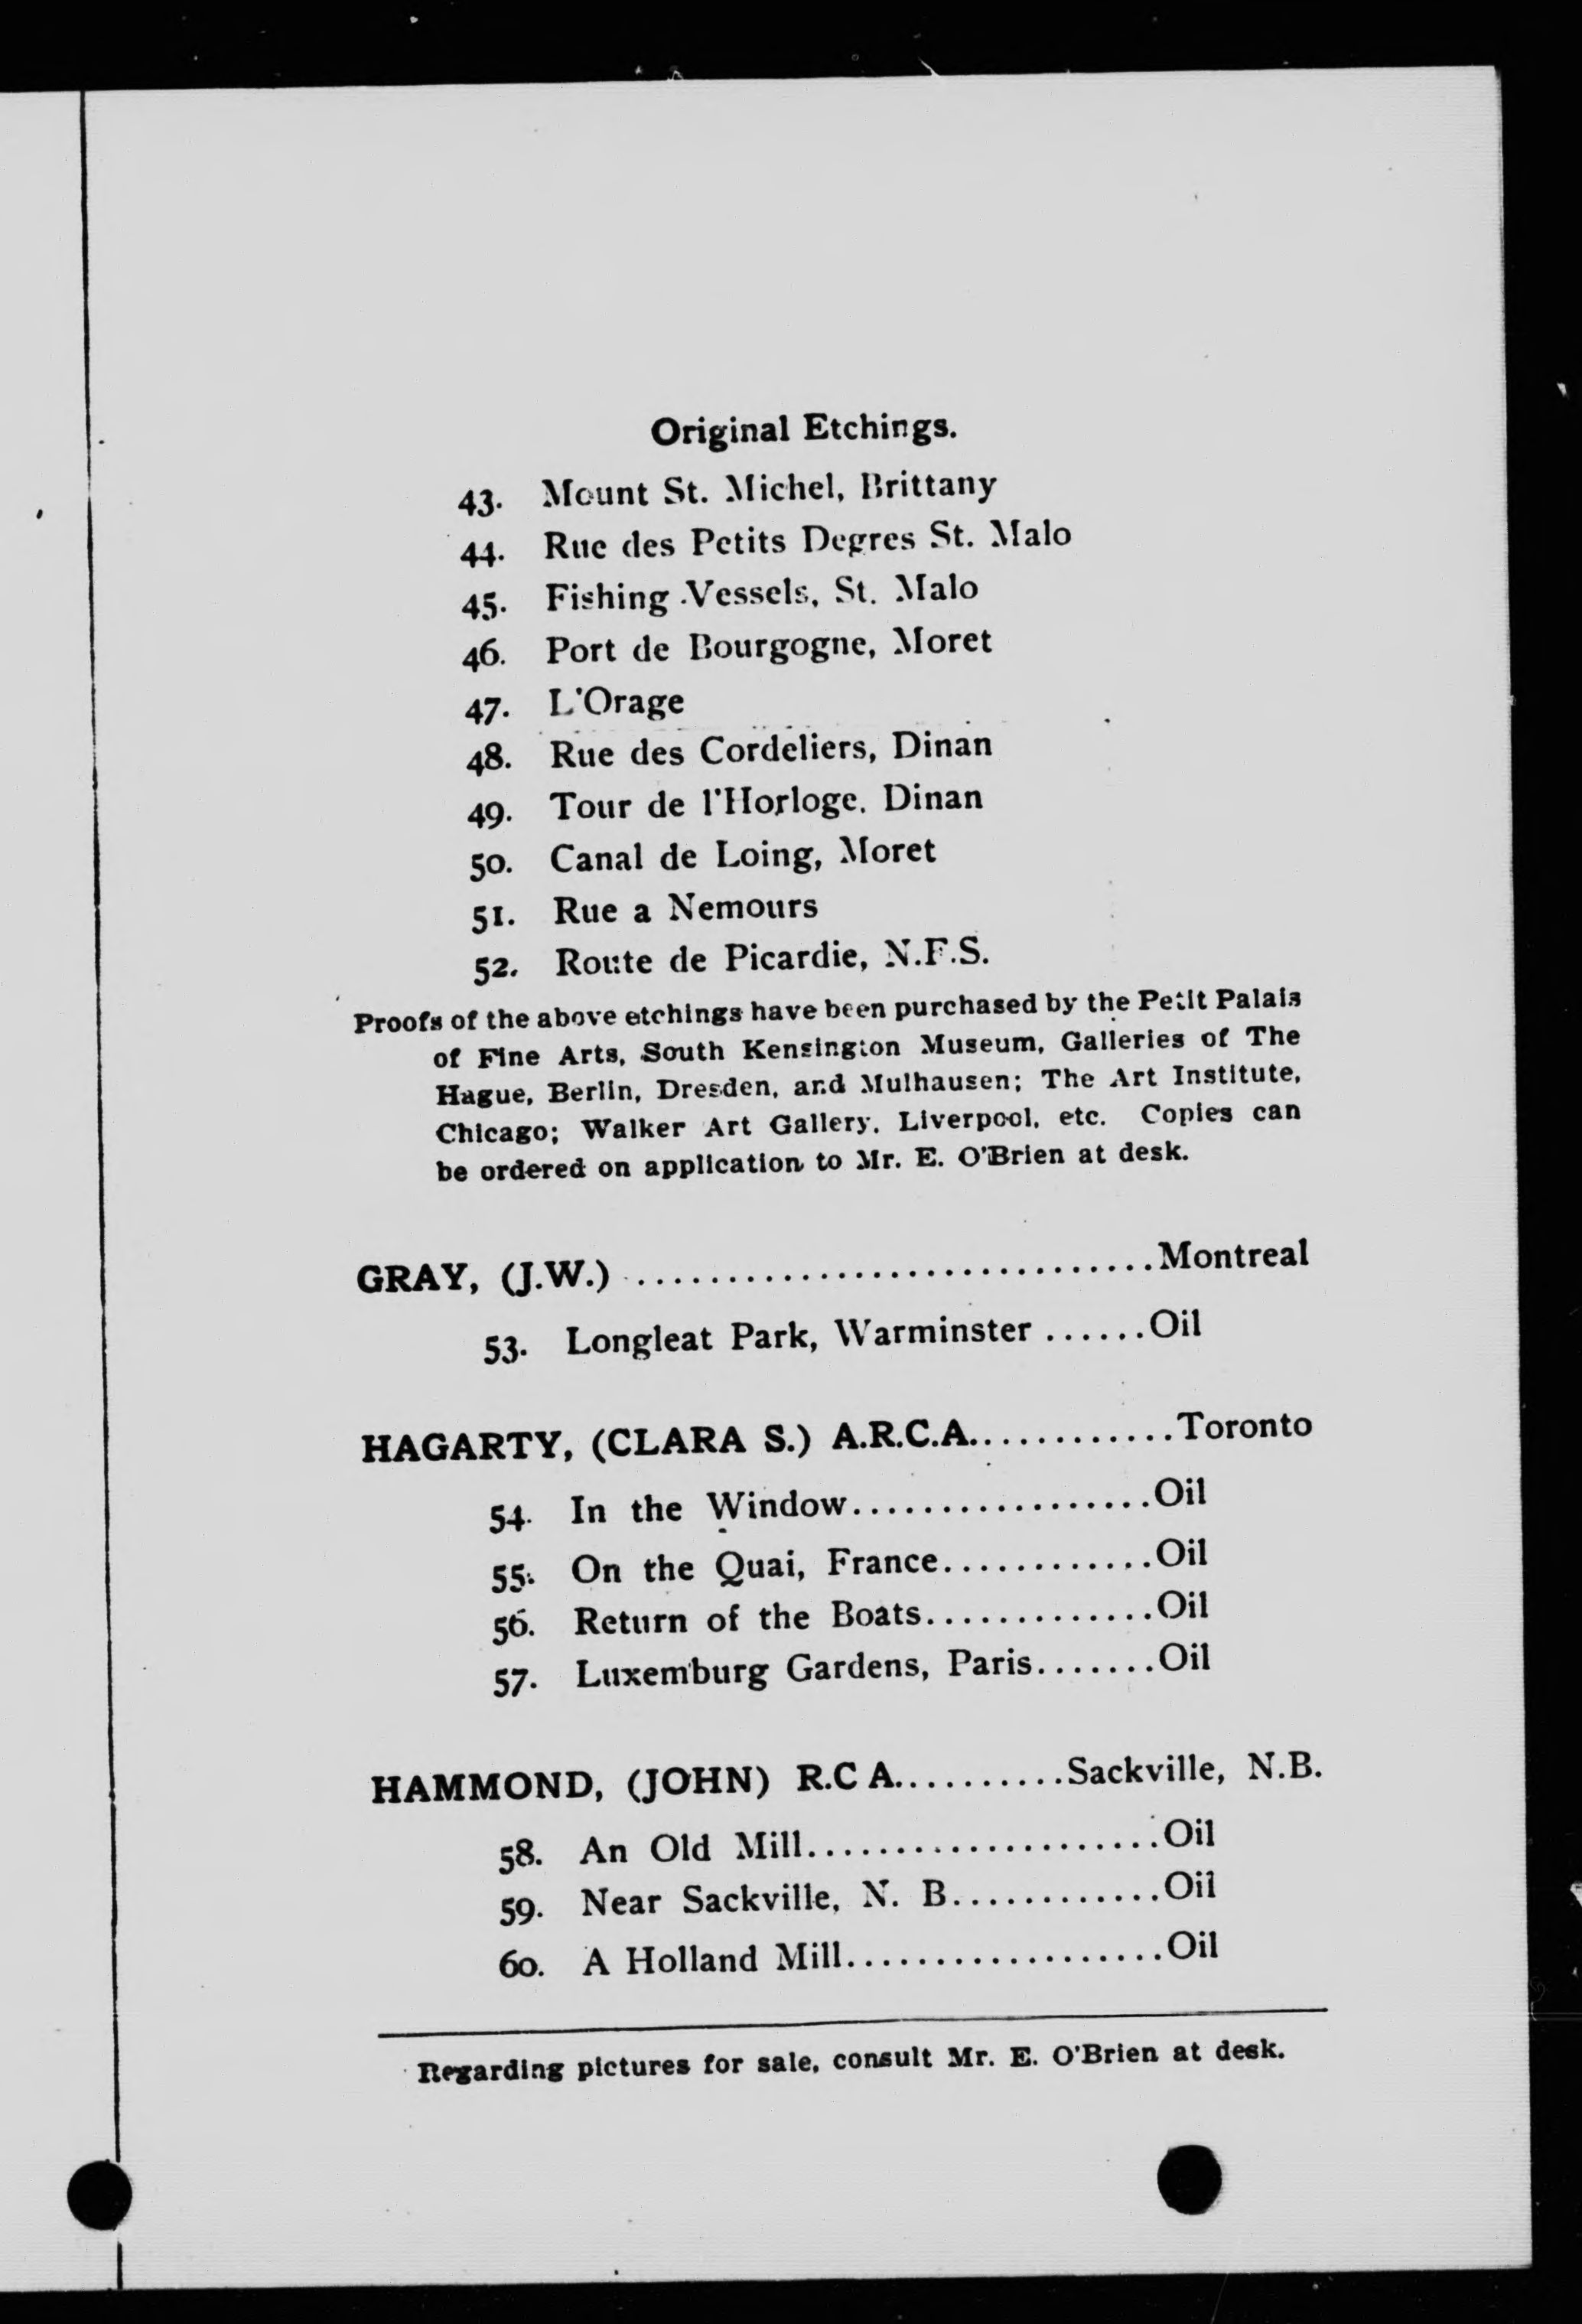 Original Etchings.
43. Mount St. Michel, Brittany
44. Rue des Petits Degres St. Malo
45. Fishing Vessels, St. Malo
46. Port de Bourgogne, Moret
47. L'Orage
48. Rue des Cordeliers, Dinan
49. Tour de l'Horloge, Dinan
50. Canal de Loing, Moret
51. Rue a Nemours
52. Route de Picardie, N.F.S.
Proofs of the above etchings have been purchased by the Petit Palais
of Fine Arts, South Kensington Museum, Galleries of The
Hague, Berlin, Dresden, and Mulhausen; The Art Institute,
Chicago; Walker Art Gallery, Liverpool, etc. Copies can
be ordered on application to Mr. E. O'Brien at desk.
GRAY, (J.W.) ..............................Montreal
53. Longleat Park, Warminster ......Oil
HAGARTY, (CLARA S.) A.R.C.A............Toronto
54. In the Window.................Oil
55. On the Quai, France............Oil
56. Return of the Boats.............Oil
57. Luxemburg Gardens, Paris.......Oil
HAMMOND, (JOHN) R.C A..........Sackville, N.B.
58. An Old Mill....................Oil
59. Near Sackville, N. B............Oil
60. A Holland Mill..................Oil
Regarding pictures for sale, consult Mr. E. O'Brien at desk.